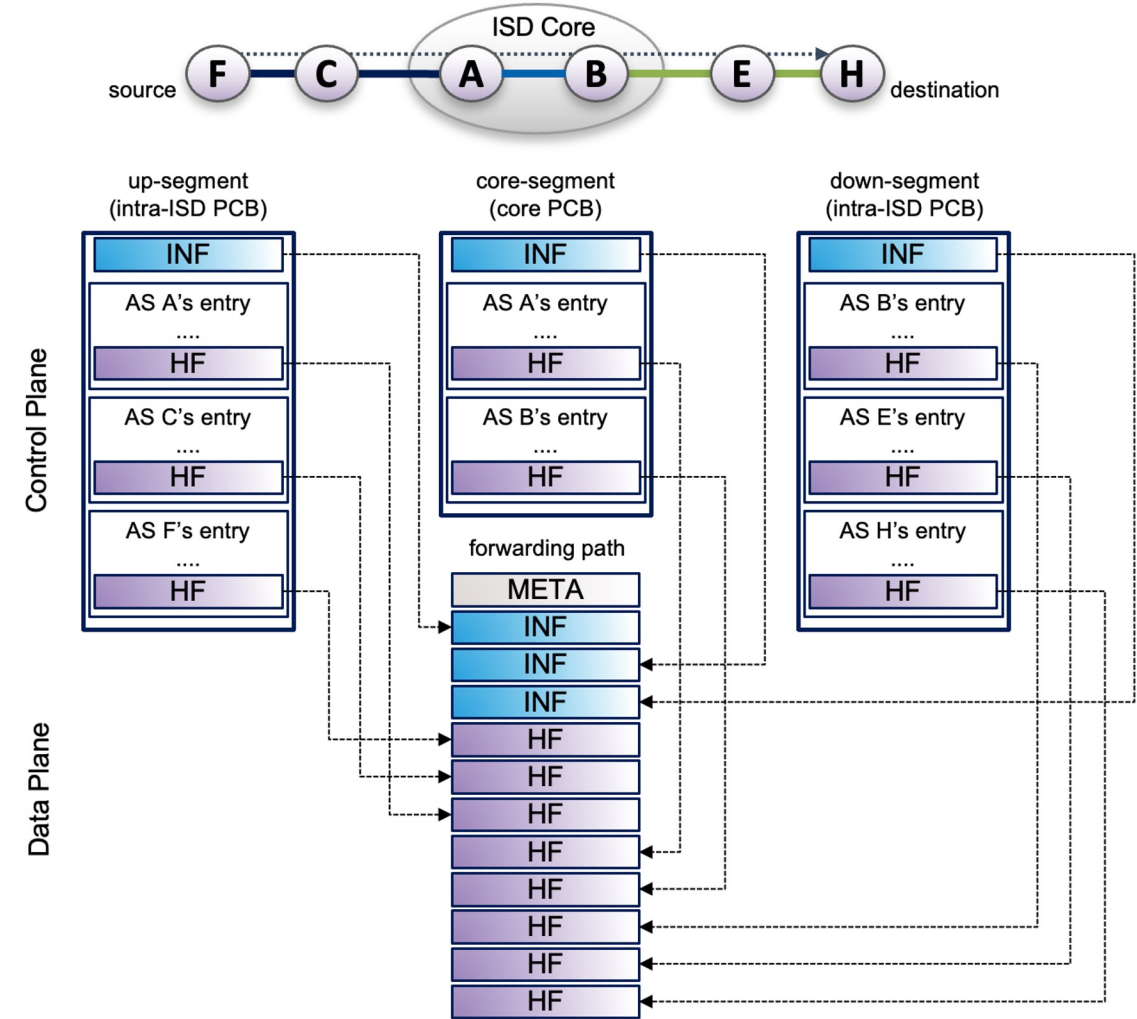 ISD Core
F
C
A
B
E
H
source
destination
up-segment
(intra-ISD PCB)
INF
AS A's entry
....
HF
AS C's entry
....
HF
AS F's entry
....
HF
core-segment
(core PCB)
INF
AS A's entry
....
HF
AS B's entry
....
HF
down-segment
(intra-ISD PCB)
INF
AS B's entry
....
HF
AS E's entry
....
HF
AS H's entry
....
HF
Control Plane
forwarding path
META
INF
INF
INF
HF
HF
HF
HF
HF
HF
HF
HF
Data Plane